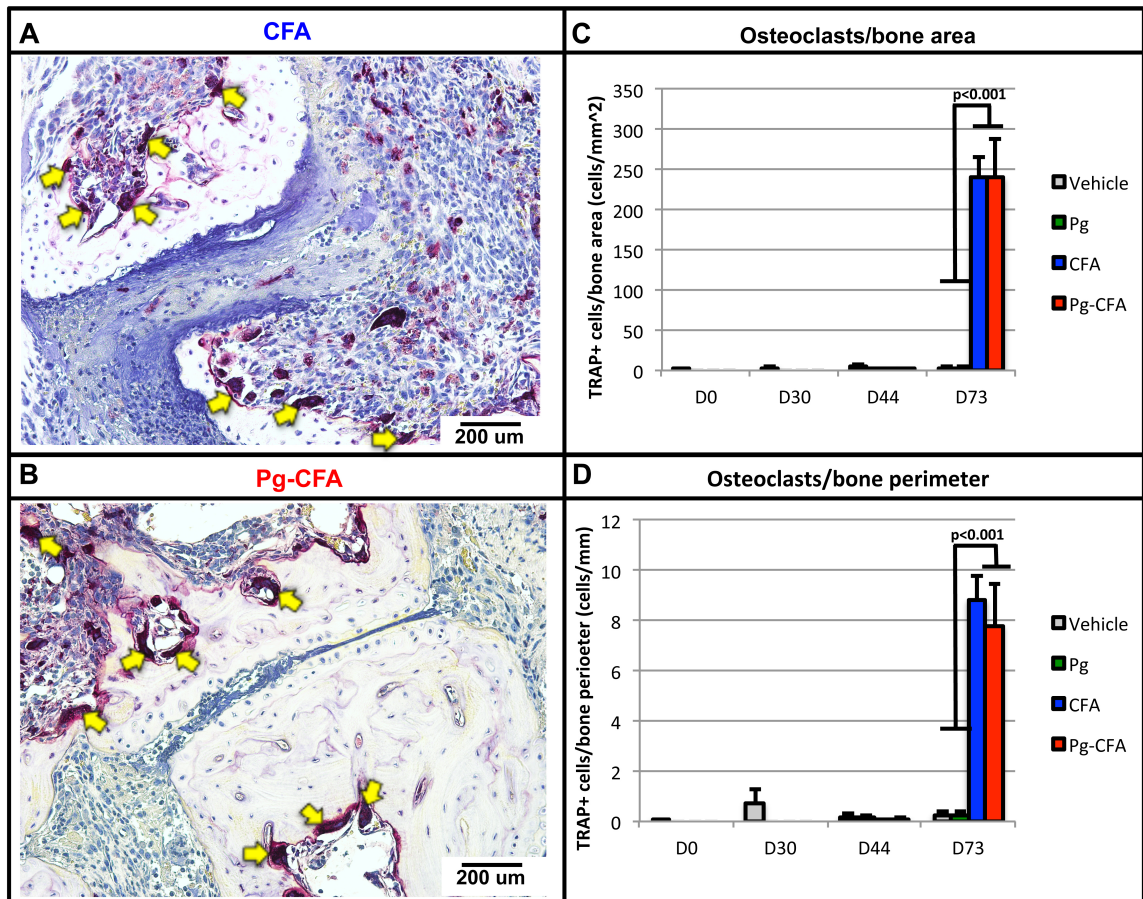 A
CFA
200 um
B
Pg-CFA
200 um
C
Osteoclasts/bone area
TRAP+ cells/bone area (cells/mm^2)
350
300
250
200
150
100
50
0
p<0.001
D0 D30 D44 D73
Vehicle
Pg
CFA
Pg-CFA
D
Osteoclasts/bone perimeter
TRAP+ cells/bone perioeter (cells/mm)
12
10
8
6
4
2
0
p<0.001
D0 D30 D44 D73
Vehicle
Pg
CFA
Pg-CFA